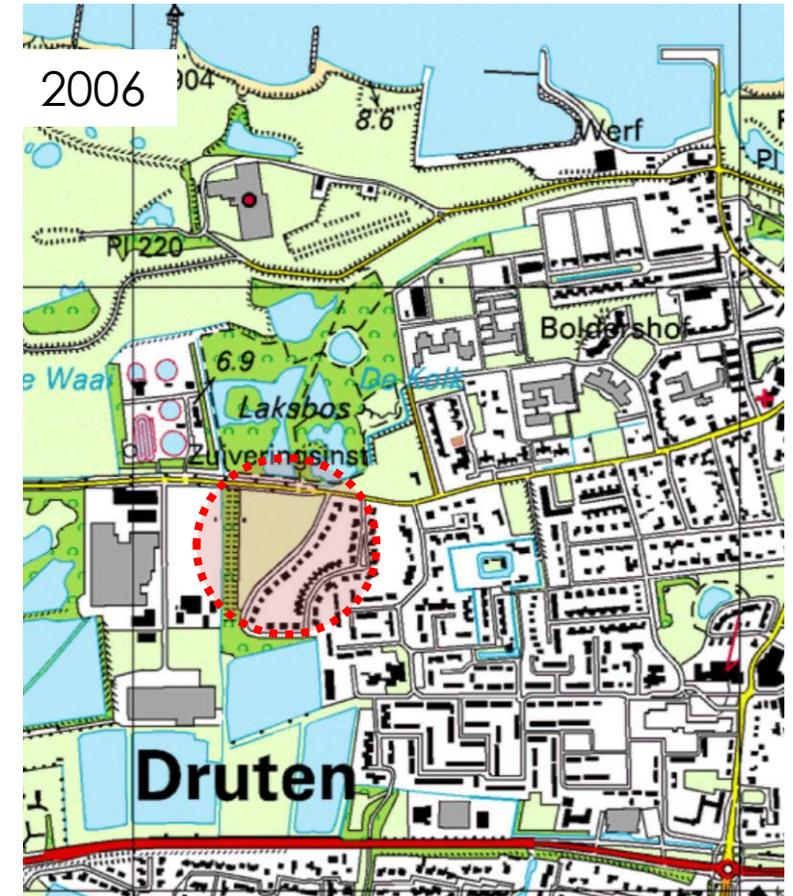 2006
904
8.6
Werf
Pl
Pl 220
Boldershof
6.9
e Waal
De Kolk
Laksbos
Zuiveringsinst
Druten